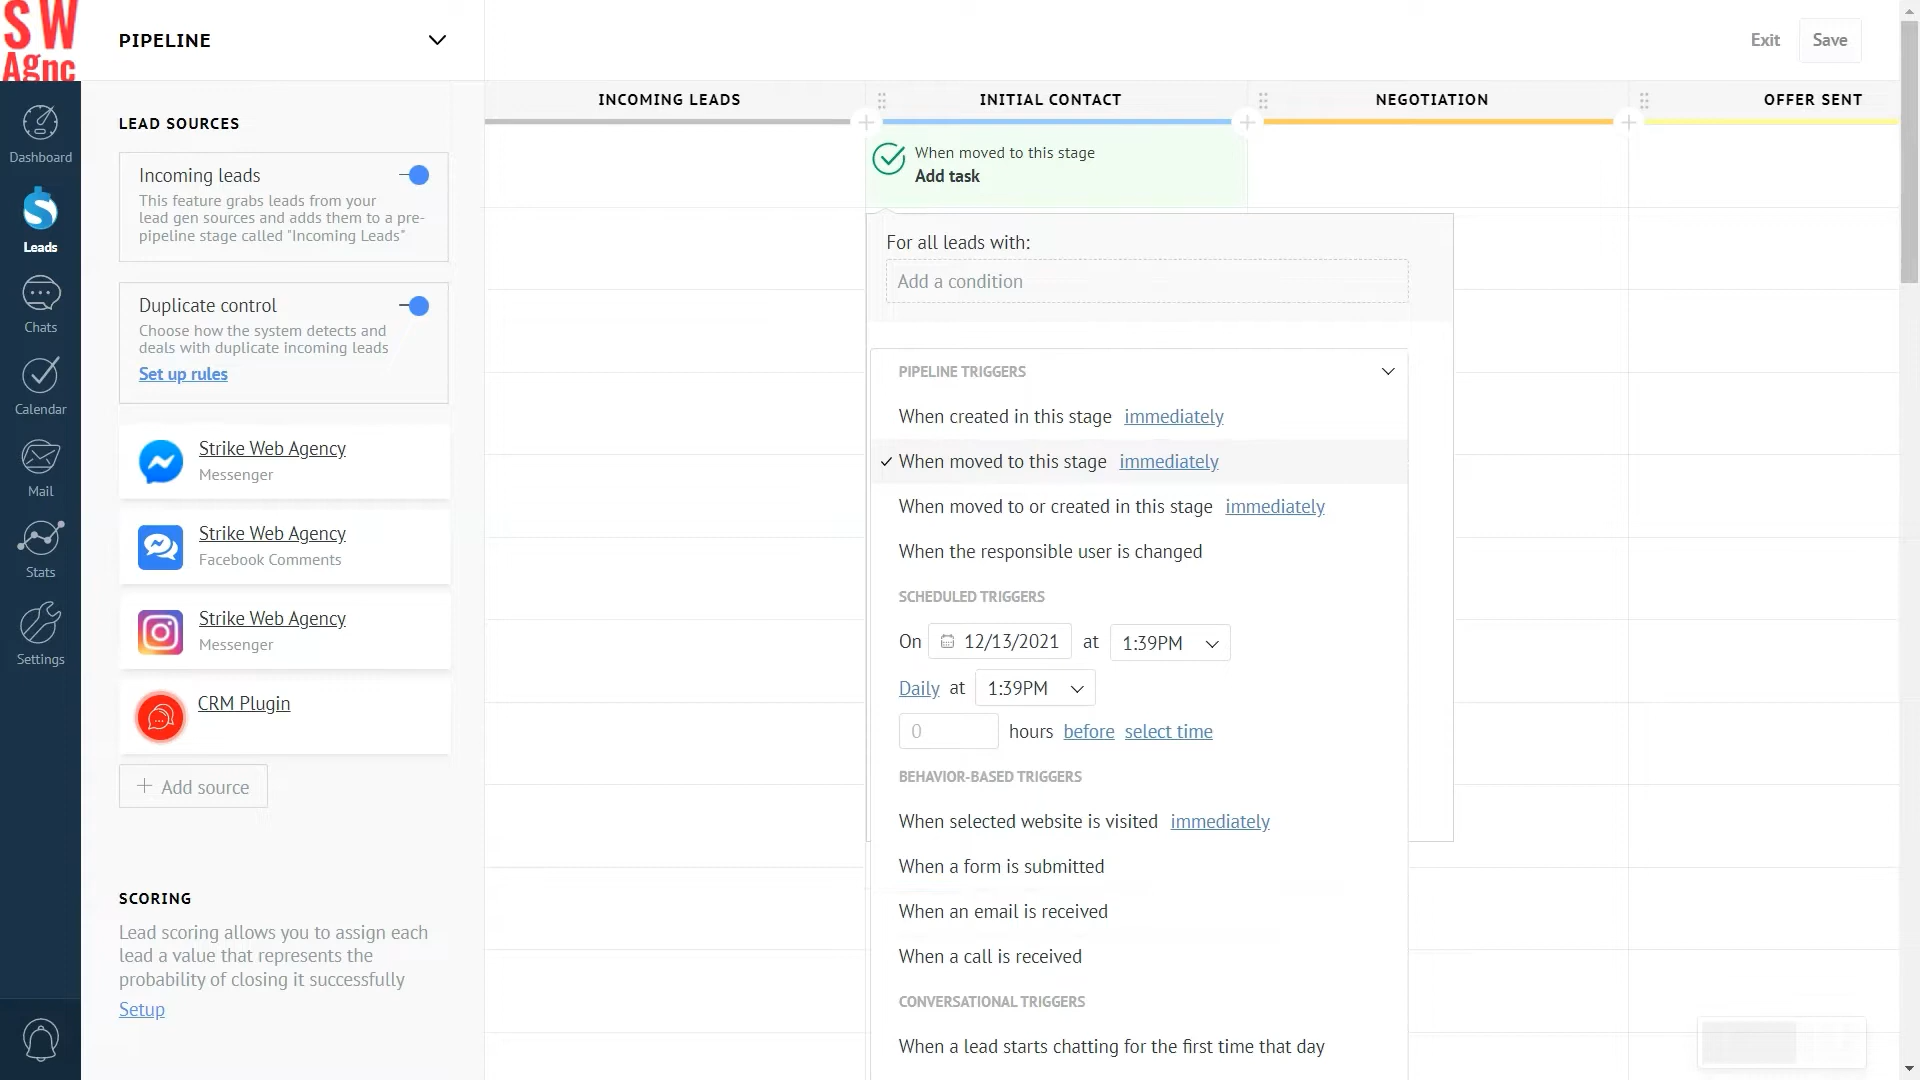 SW
Agnc
PIPELINE
Exit
Save
Dashboard
Leads
Chats
Calendar
Mail
Stats
Settings
LEAD SOURCES
Incoming leads
This feature grabs leads from your
lead gen sources and adds them to a pre-
pipeline stage called "Incoming Leads"
Duplicate control
Choose how the system detects and
deals with duplicate incoming leads
Set up rules
Strike Web Agency
Messenger
Strike Web Agency
Facebook Comments
Strike Web Agency
Messenger
CRM Plugin
+ Add source
SCORING
Lead scoring allows you to assign each
lead a value that represents the
probability of closing it successfully
Setup
INCOMING LEADS
INITIAL CONTACT
NEGOTIATION
OFFER SENT
When moved to this stage
Add task
For all leads with:
Add a condition
PIPELINE TRIGGERS
When created in this stage immediately
When moved to this stage immediately
When moved to or created in this stage immediately
When the responsible user is changed
SCHEDULED TRIGGERS
On 12/13/2021 at 1:39PM
Daily at 1:39PM
0 hours before select time
BEHAVIOR-BASED TRIGGERS
When selected website is visited immediately
When a form is submitted
When an email is received
When a call is received
CONVERSATIONAL TRIGGERS
When a lead starts chatting for the first time that day